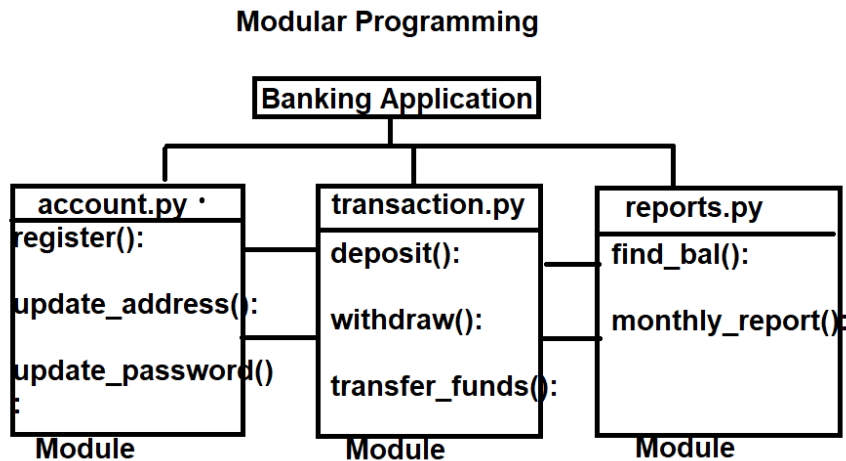 Modular Programming
Banking Application
account.py
register():
update_address():
update_password()
:
Module
transaction.py
deposit():
withdraw():
transfer_funds():
Module
reports.py
find_bal():
monthly_report():
Module